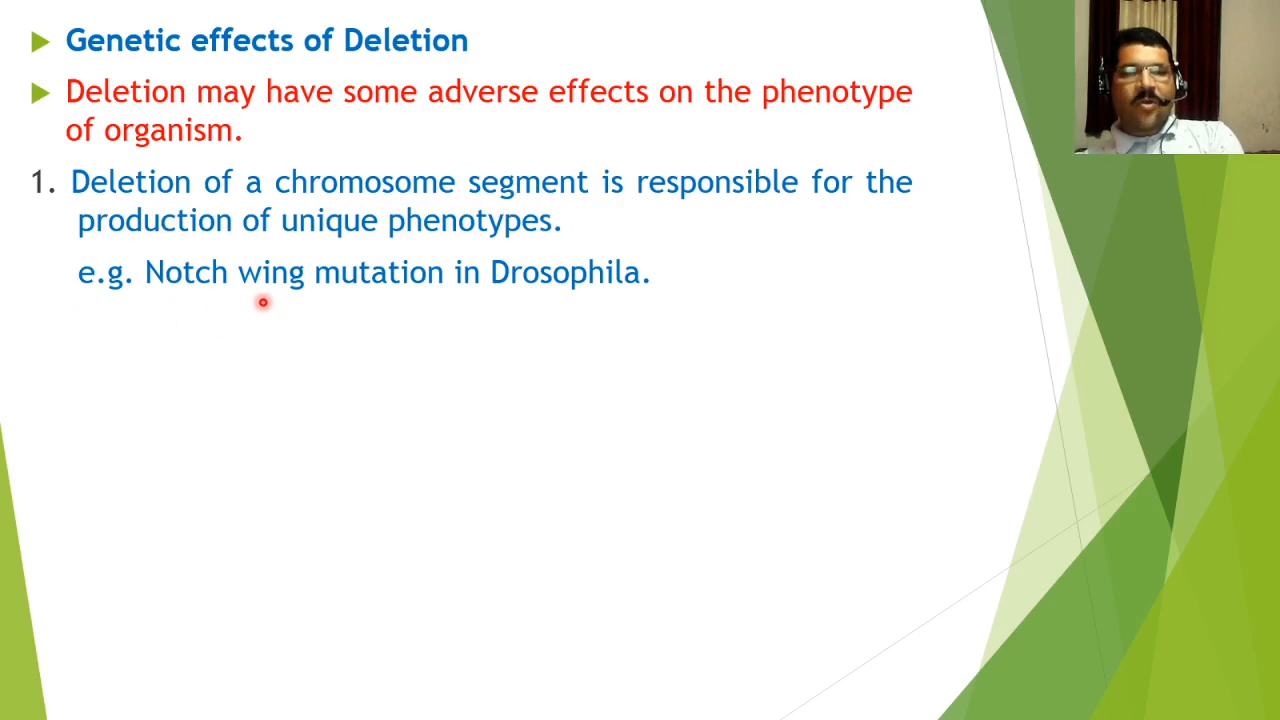 Genetic effects of Deletion
Deletion may have some adverse effects on the phenotype
of organism.
1. Deletion of a chromosome segment is responsible for the
production of unique phenotypes.
e.g. Notch wing mutation in Drosophila.